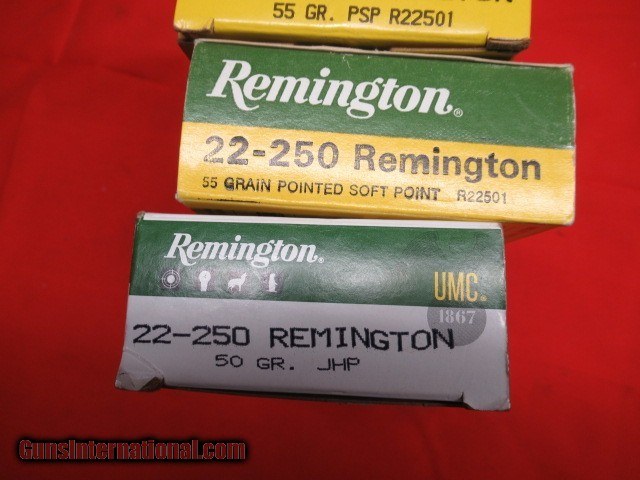 55 GR. PSP R22501
Remington®
22-250 Remington
55 GRAIN POINTED SOFT POINT R22501
Remington®
UMC®
1867
22-250 REMINGTON
50 GR. JHP
GunsInternational.com